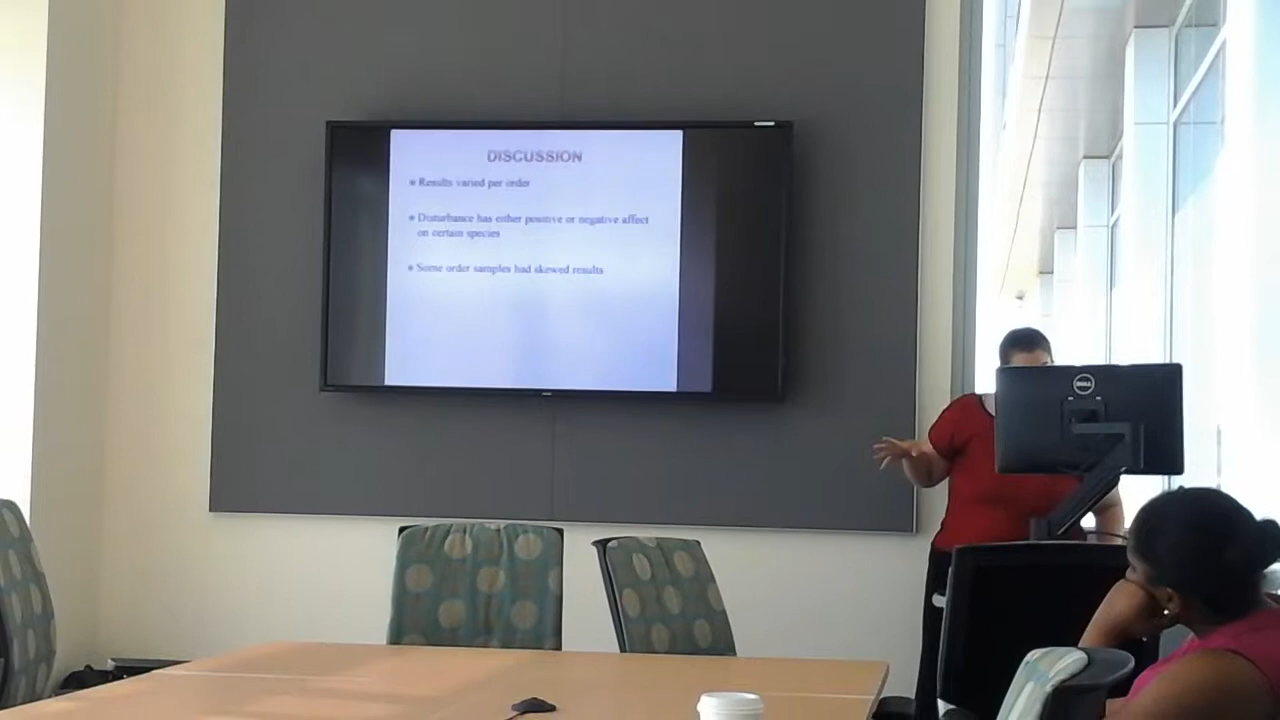 DISCUSSION
Results varied per order
Disturbance has either positive or negative affect
on certain species
Some order samples had skewed results
DELL